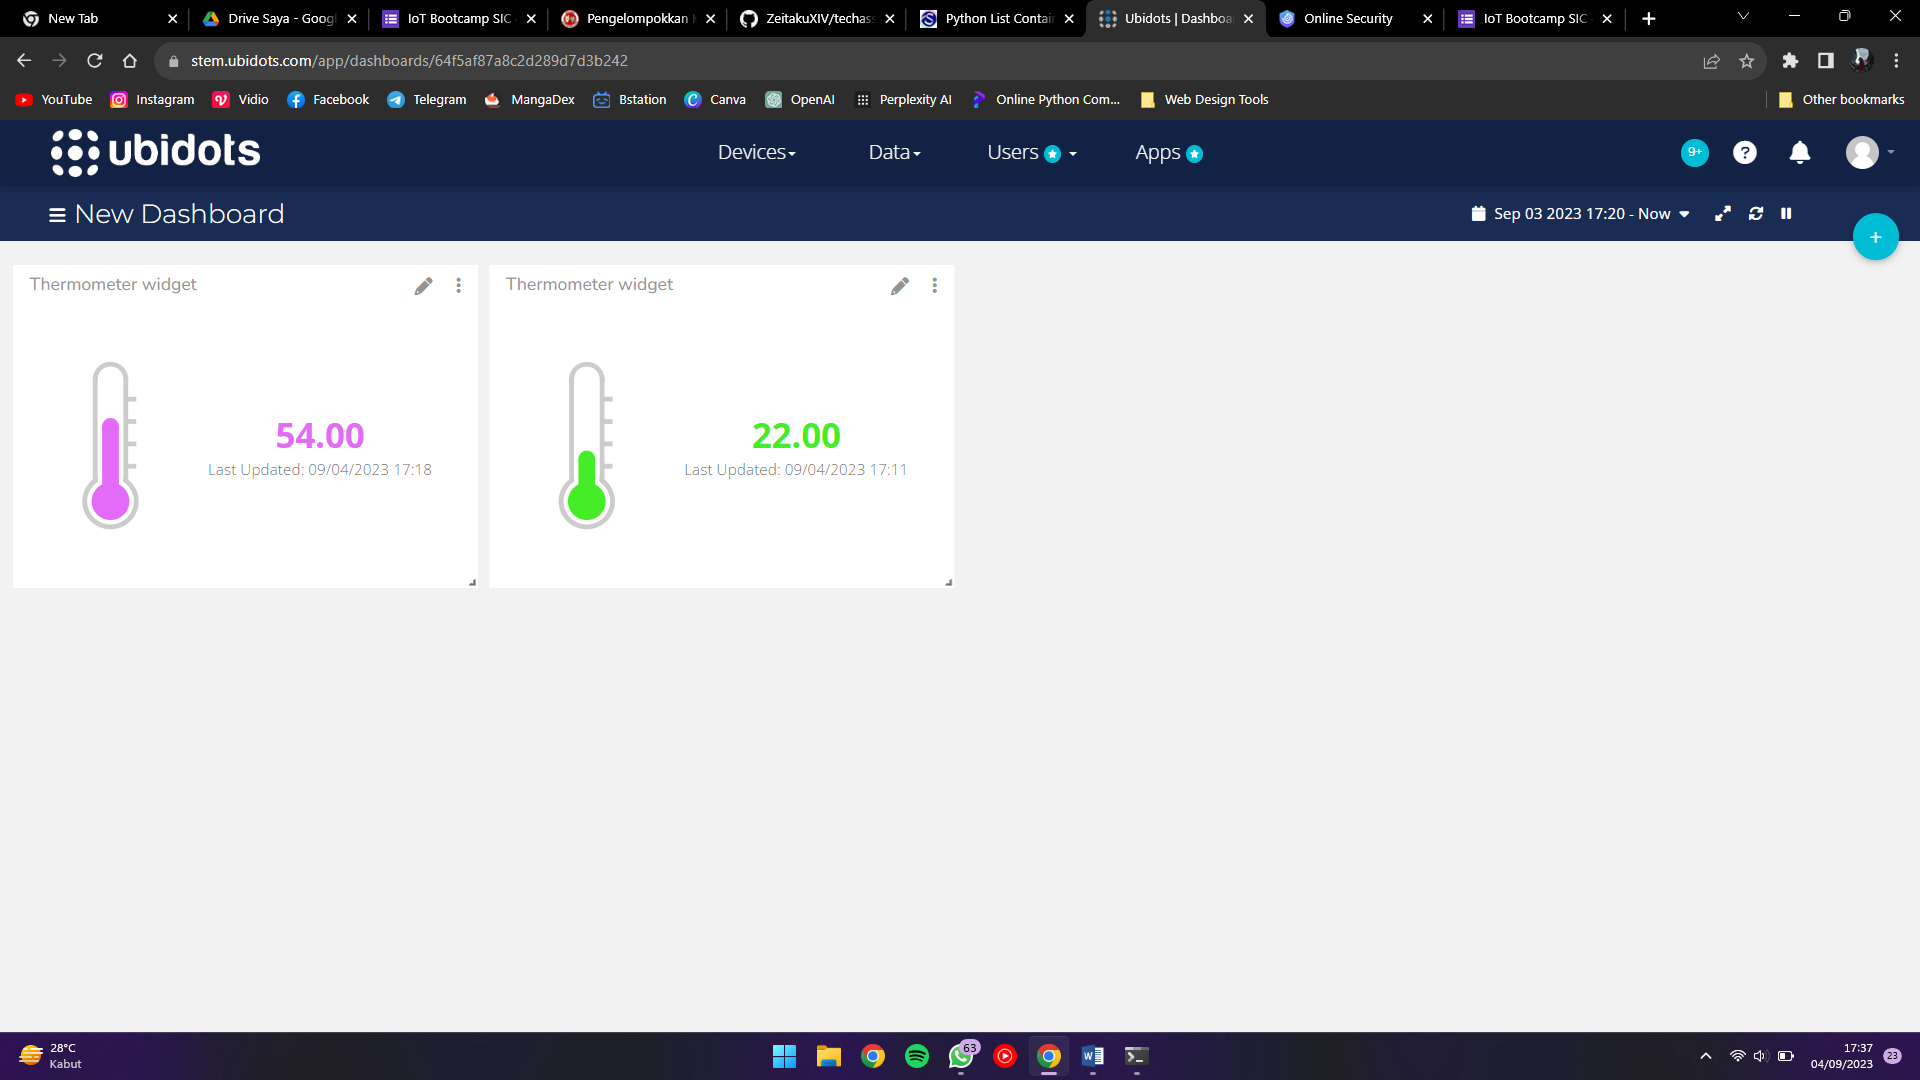 New Tab
Drive Saya - Goog
IoT Bootcamp SIC
Pengelompokkan
ZeitakuXIV/techas
Python List Contai
Ubidots | Dashboa
Online Security
IoT Bootcamp SIC
stem.ubidots.com/app/dashboards/64f5af87a8c2d289d7d3b242
YouTube
Instagram
Vidio
Facebook
Telegram
MangaDex
Bstation
Canva
OpenAI
Perplexity AI
Online Python Com...
Web Design Tools
Other bookmarks
ubidots
Devices
Data
Users
Apps
9+
?
New Dashboard
Sep 03 2023 17:20 - Now
+
Thermometer widget
54.00
Last Updated: 09/04/2023 17:18
Thermometer widget
22.00
Last Updated: 09/04/2023 17:11
28°C
Kabut
63
17:37
04/09/2023
23